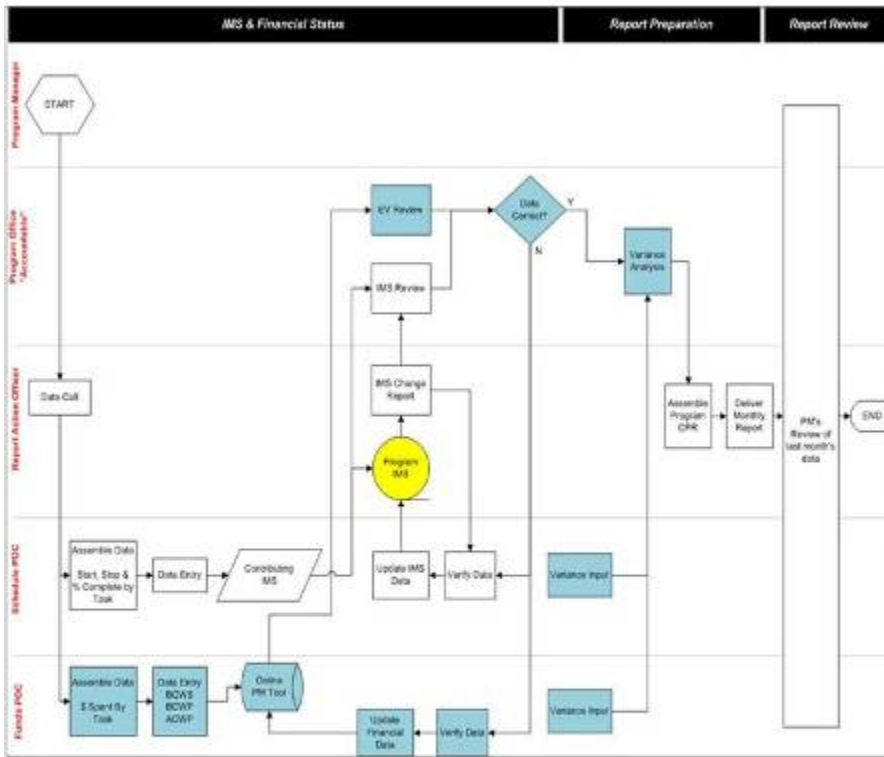 IMS & Financial Status
Report Preparation
Report Review
Program Manager
START
Program Office
"Accountable"
EV Review
Data
Correct?
Y
N
Variance
Analysis
IMS Review
Report Action Officer
Data Call
IMS Change
Report
Program
IMS
Assemble
Program
CPR
Deliver
Monthly
Report
PM's
Review of
last month's
data
END
Schedule POC
Assemble Data
Start, Stop &
% Complete by
Task
Data Entry
Contributing
IMS
Update IMS
Data
Verify Data
Variance Input
Funds POC
Assemble Data
$ Spent By
Task
Data Entry
BCWS
BCWP
ACWP
Online
PM Tool
Update
Financial
Data
Verify Data
Variance Input